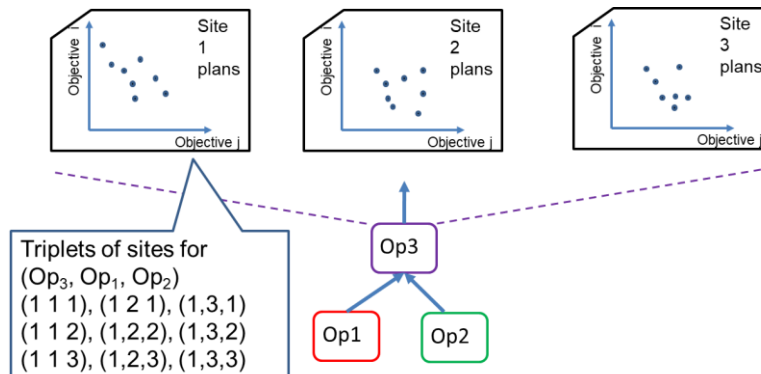 Objective i
Site
1
plans
Objective j
Objective i
Site
2
plans
Objective j
Objective i
Site
3
plans
Objective j
Triplets of sites for
(Op3, Op1, Op2)
(1 1 1), (1 2 1), (1,3,1)
(1 1 2), (1,2,2), (1,3,2)
(1 1 3), (1,2,3), (1,3,3)
Op3
Op1
Op2